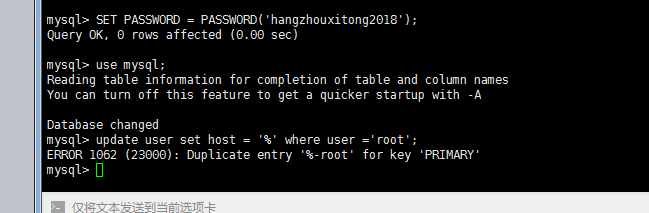 mysql> SET PASSWORD = PASSWORD('hangzhouxitong2018');
Query OK, 0 rows affected (0.00 sec)
mysql> use mysql;
Reading table information for completion of table and column names
You can turn off this feature to get a quicker startup with -A
Database changed
mysql> update user set host = '%' where user ='root';
ERROR 1062 (23000): Duplicate entry '%-root' for key 'PRIMARY'
mysql>
仅将文本发送到当前选项卡